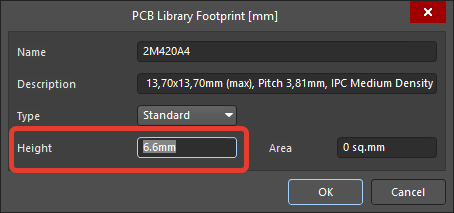 PCB Library Footprint [mm]
Name 2M420A4
Description 13,70x13,70mm (max), Pitch 3,81mm, IPC Medium Density
Type Standard
Height 6.6mm Area 0 sq.mm
OK Cancel